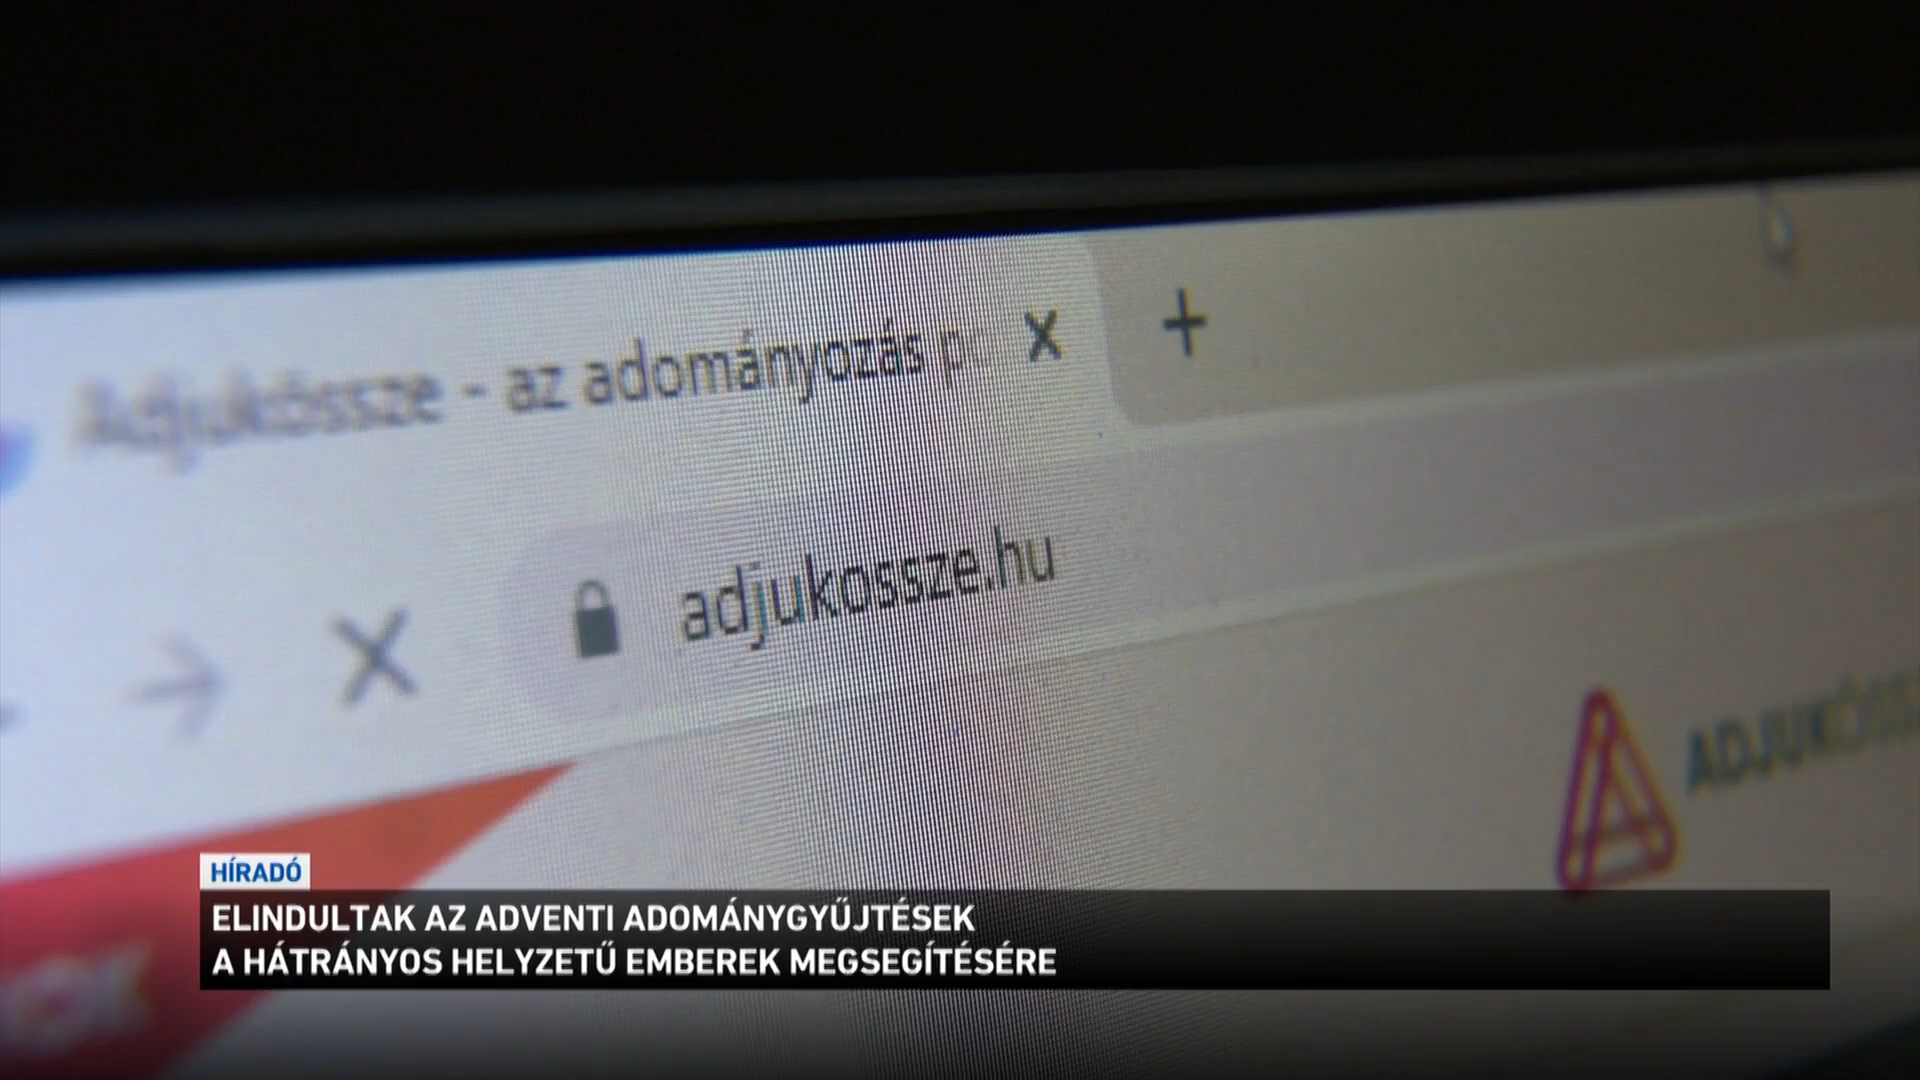 Adjukössze - az adományozás
adjukossze.hu
HÍRADÓ
ELINDULTAK AZ ADVENTI ADOMÁNYGYŰJTÉSEK
A HÁTRÁNYOS HELYZETŰ EMBEREK MEGSEGÍTÉSÉRE